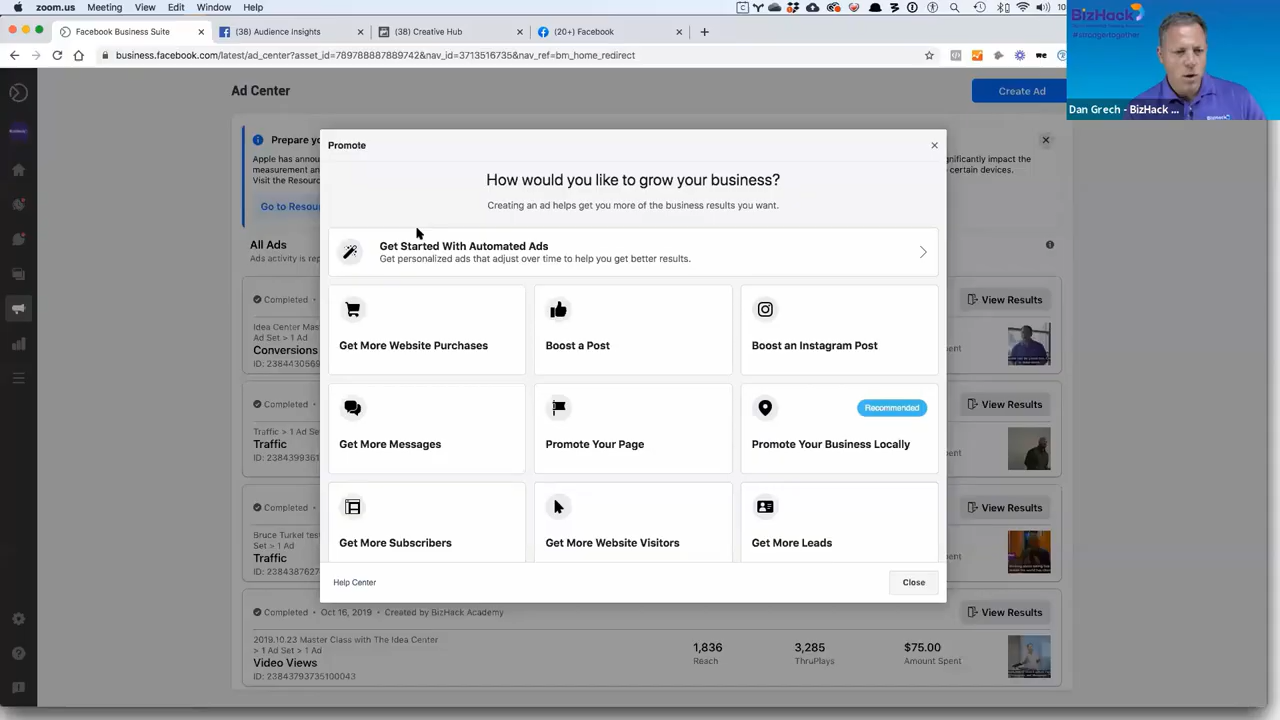 zoom.us Meeting View Edit Window Help
Facebook Business Suite
(38) Audience Insights
(38) Creative Hub
(20+) Facebook
business.facebook.com/latest/ad_center?asset_id=789788887889742&nav_id=3713516735&nav_ref=bm_home_redirect
BizHack
#strongertogether
Dan Grech - BizHack ...
Ad Center
Create Ad
Prepare yo
Apple has annou
measurement an
Visit the Resour
gnificantly impact the
certain devices.
Go to Resou
All Ads
Ads activity is rep
Promote
How would you like to grow your business?
Creating an ad helps get you more of the business results you want.
Get Started With Automated Ads
Get personalized ads that adjust over time to help you get better results.
Get More Website Purchases
Boost a Post
Boost an Instagram Post
Get More Messages
Promote Your Page
Recommended
Promote Your Business Locally
Get More Subscribers
Get More Website Visitors
Get More Leads
Help Center
Close
Completed
View Results
Idea Center Mas
Ad Set > 1 Ad
Conversions
ID: 2384430569
ent
Completed
View Results
Traffic > 1 Ad S
Traffic
ID: 2384399361
ent
Completed
View Results
Bruce Turkel test
Set > 1 Ad
Traffic
ID: 2384387627
ent
Completed • Oct 16, 2019 • Created by BizHack Academy
View Results
2019.10.23 Master Class with The Idea Center
> 1 Ad Set > 1 Ad
Video Views
ID: 23843793735100043
1,836
Reach
3,285
ThruPlays
$75.00
Amount Spent